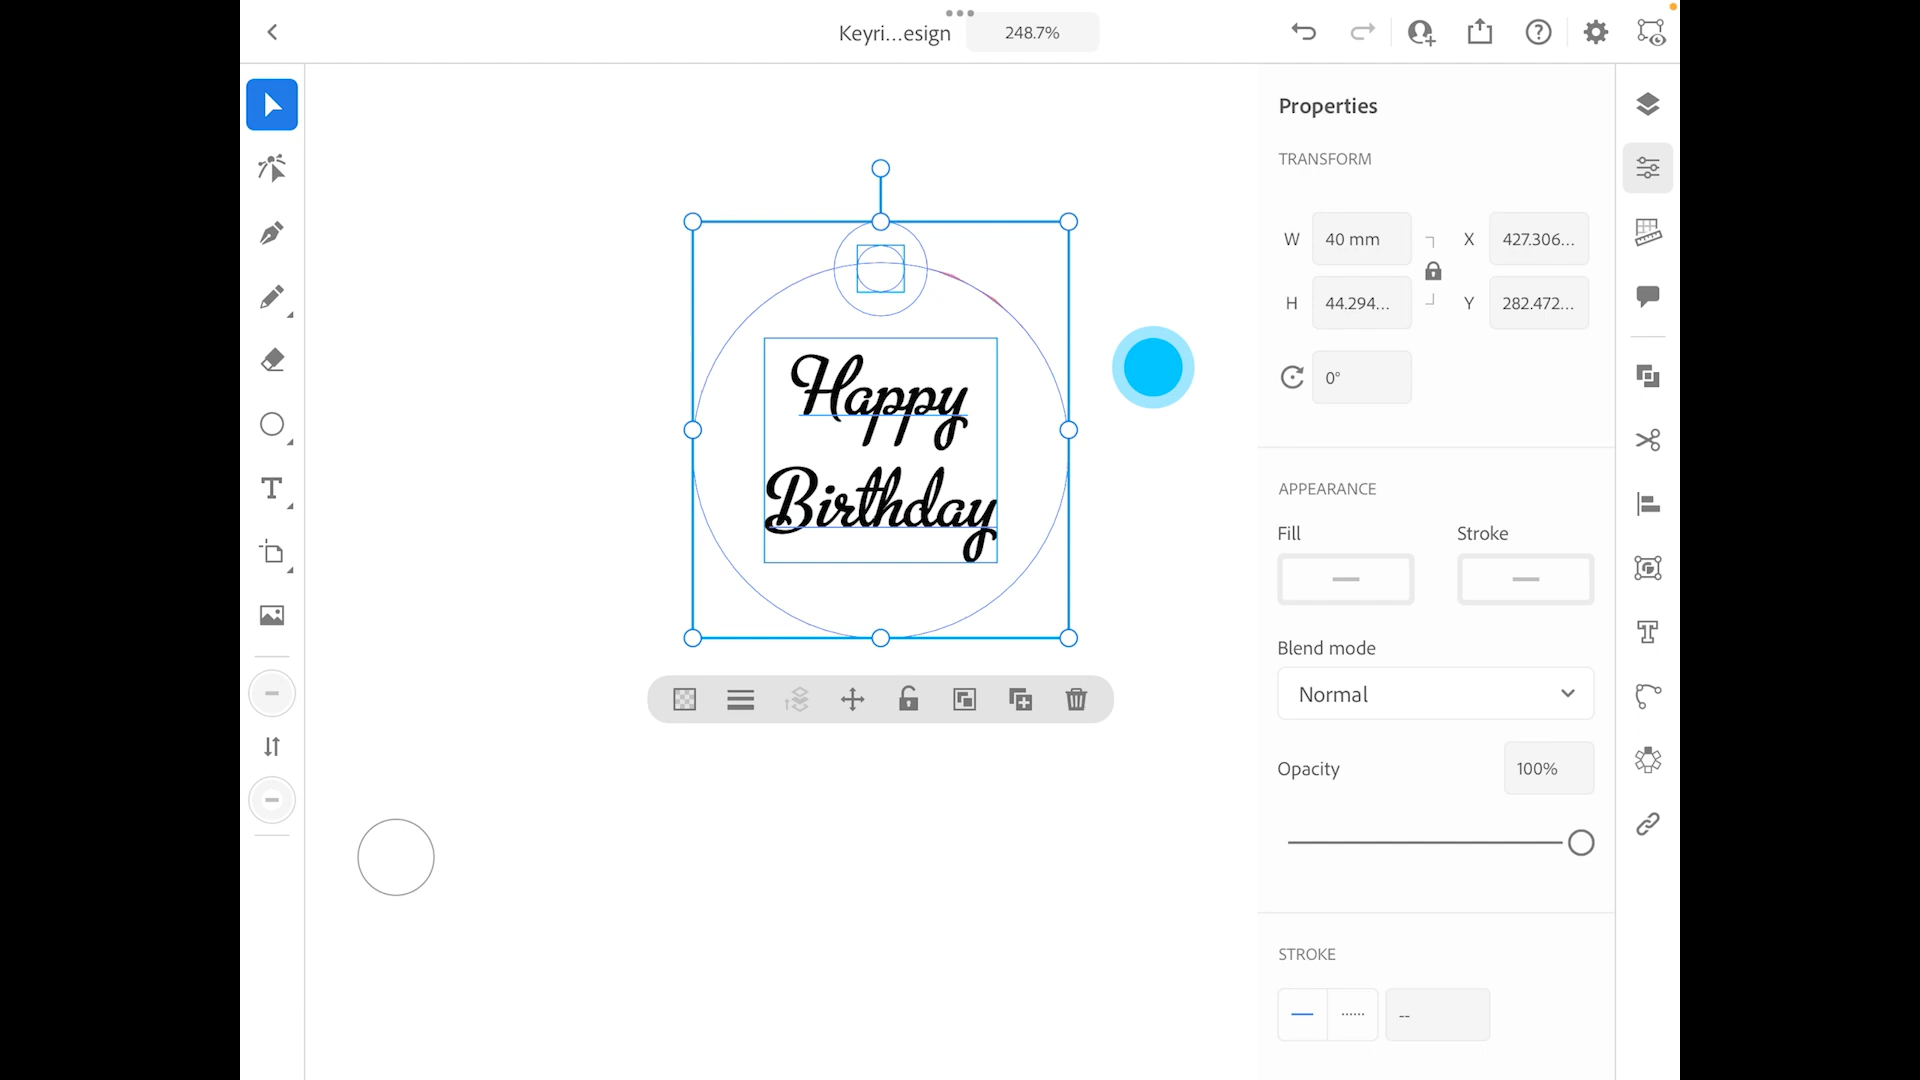 Keyri...esign
248.7%
Properties
TRANSFORM
W
40 mm
X
427.306...
H
44.294...
Y
282.472...
0°
APPEARANCE
Fill
Stroke
Blend mode
Normal
Opacity
100%
STROKE
--
Happy
Birthday